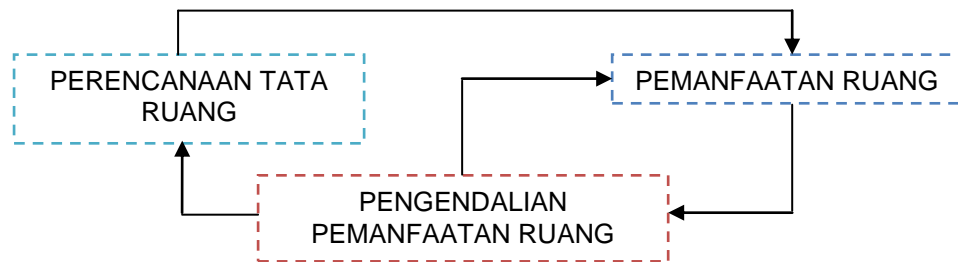 PERENCANAAN TATA
RUANG
PEMANFAATAN RUANG
PENGENDALIAN
PEMANFAATAN RUANG